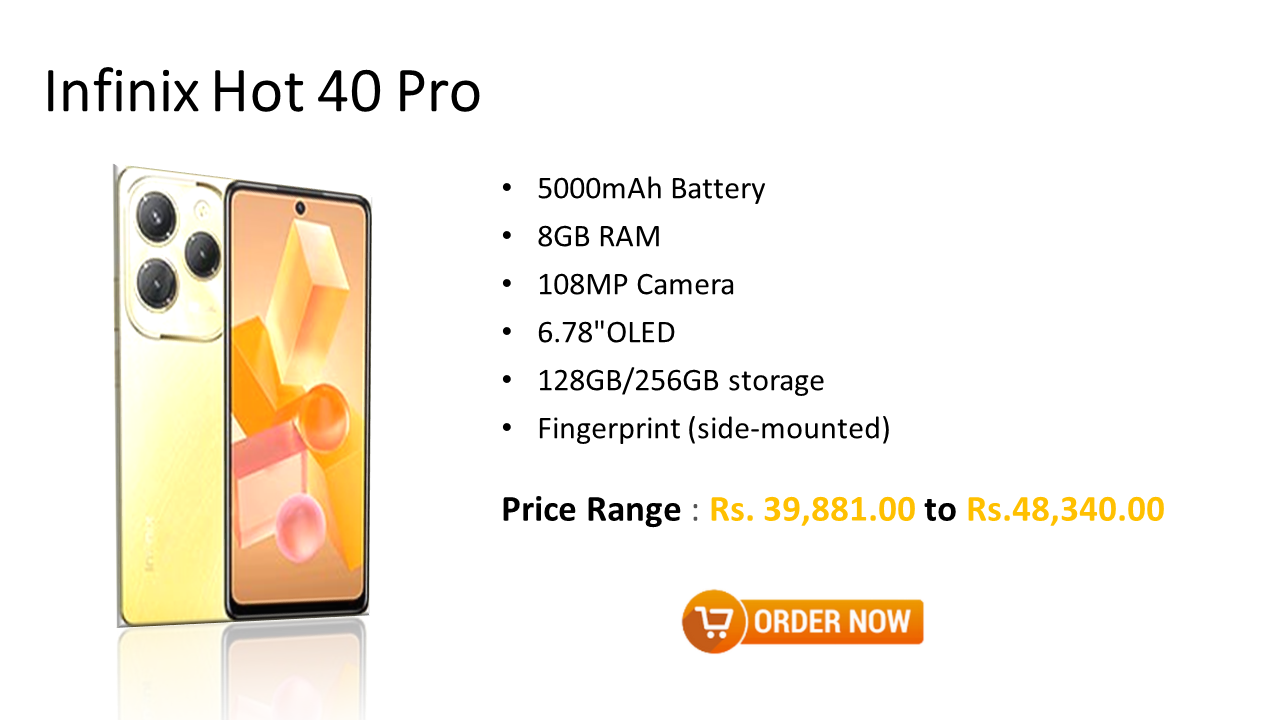 Infinix Hot 40 Pro
• 5000mAh Battery
• 8GB RAM
• 108MP Camera
• 6.78"OLED
• 128GB/256GB storage
• Fingerprint (side-mounted)
Price Range : Rs. 39,881.00 to Rs.48,340.00
ORDER NOW